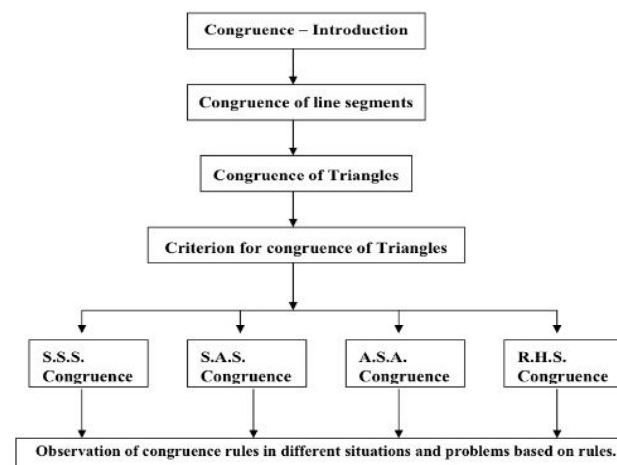 Congruence – Introduction
Congruence of line segments
Congruence of Triangles
Criterion for congruence of Triangles
S.S.S.
Congruence
S.A.S.
Congruence
A.S.A.
Congruence
R.H.S.
Congruence
Observation of congruence rules in different situations and problems based on rules.